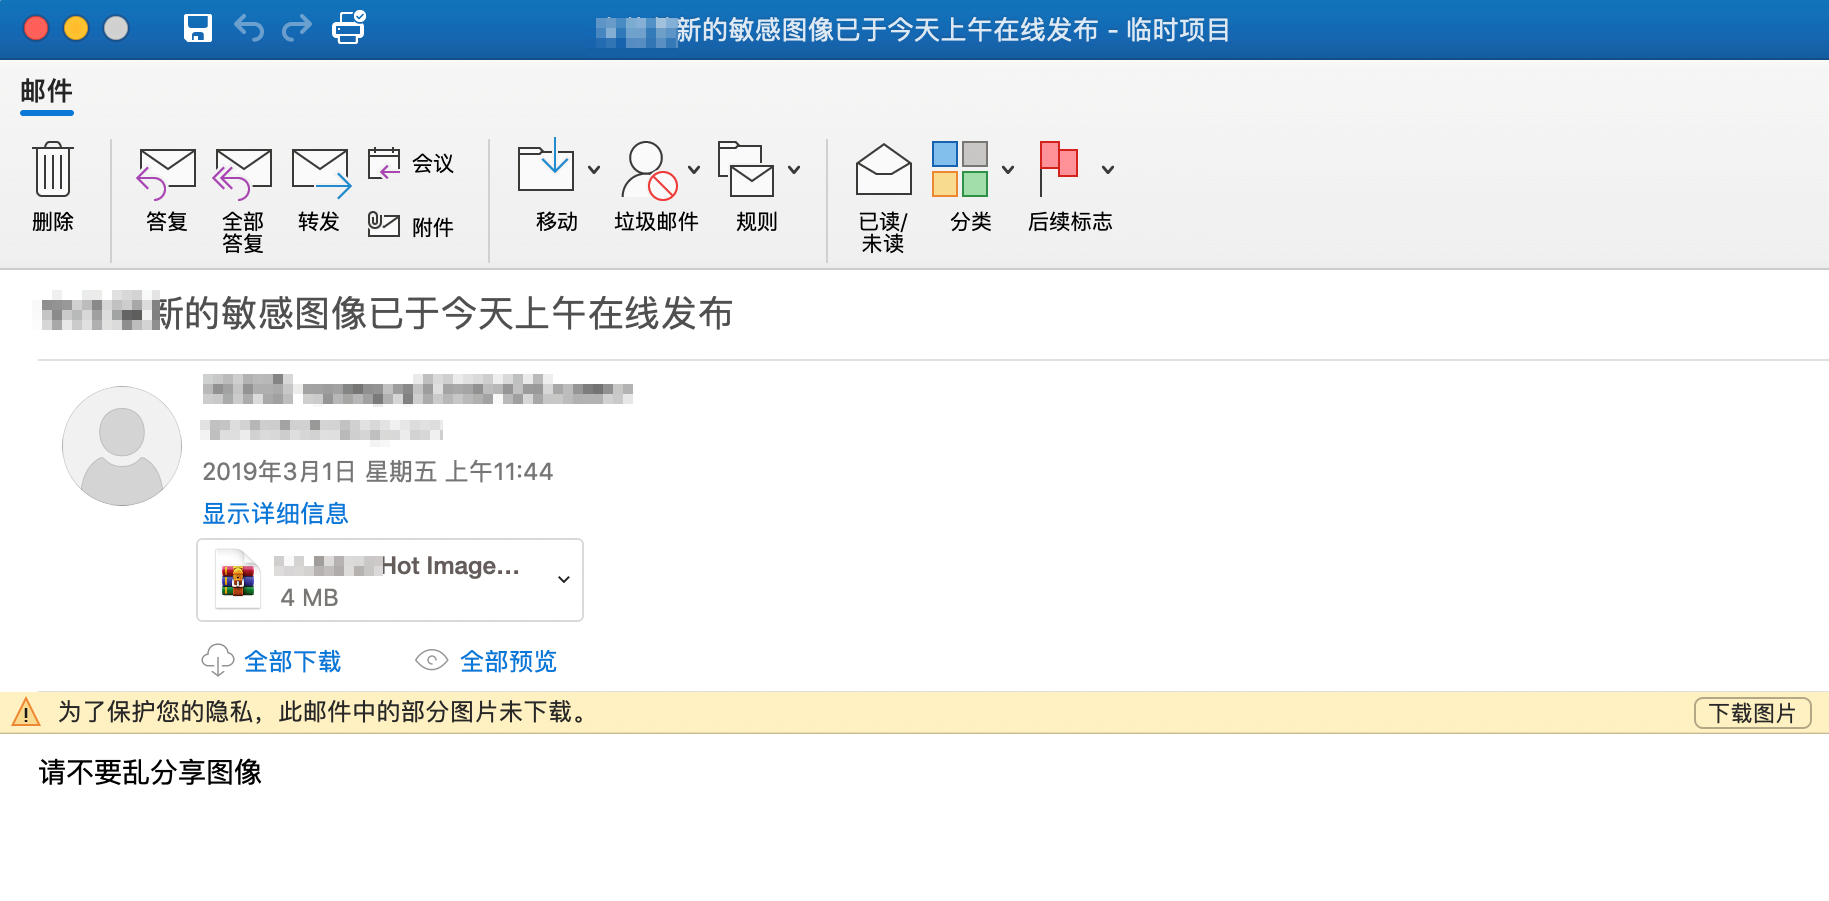 新的敏感图像已于今天上午在线发布 - 临时项目
邮件
删除
答复
全部答复
转发
会议
附件
移动
垃圾邮件
规则
已读/未读
分类
后续标志
新的敏感图像已于今天上午在线发布
2019年3月1日 星期五 上午11:44
显示详细信息
Hot Image...
4 MB
全部下载
全部预览
为了保护您的隐私，此邮件中的部分图片未下载。
下载图片
请不要乱分享图像